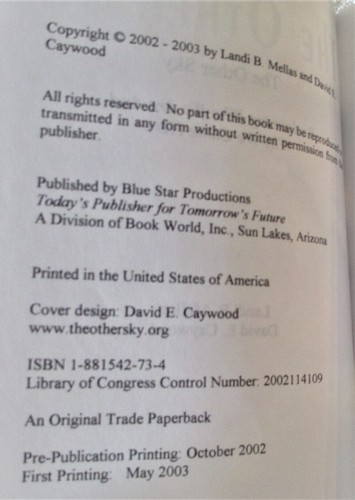 Copyright © 2002 - 2003 by Landi B. Mellas and David E.
Caywood
All rights reserved. No part of this book may be reproduced
transmitted in any form without written permission from
publisher.
Published by Blue Star Productions
Today's Publisher for Tomorrow's Future
A Division of Book World, Inc., Sun Lakes, Arizona
Printed in the United States of America
Cover design: David E. Caywood
www.theothersky.org
ISBN 1-881542-73-4
Library of Congress Control Number: 2002114109
An Original Trade Paperback
Pre-Publication Printing: October 2002
First Printing: May 2003